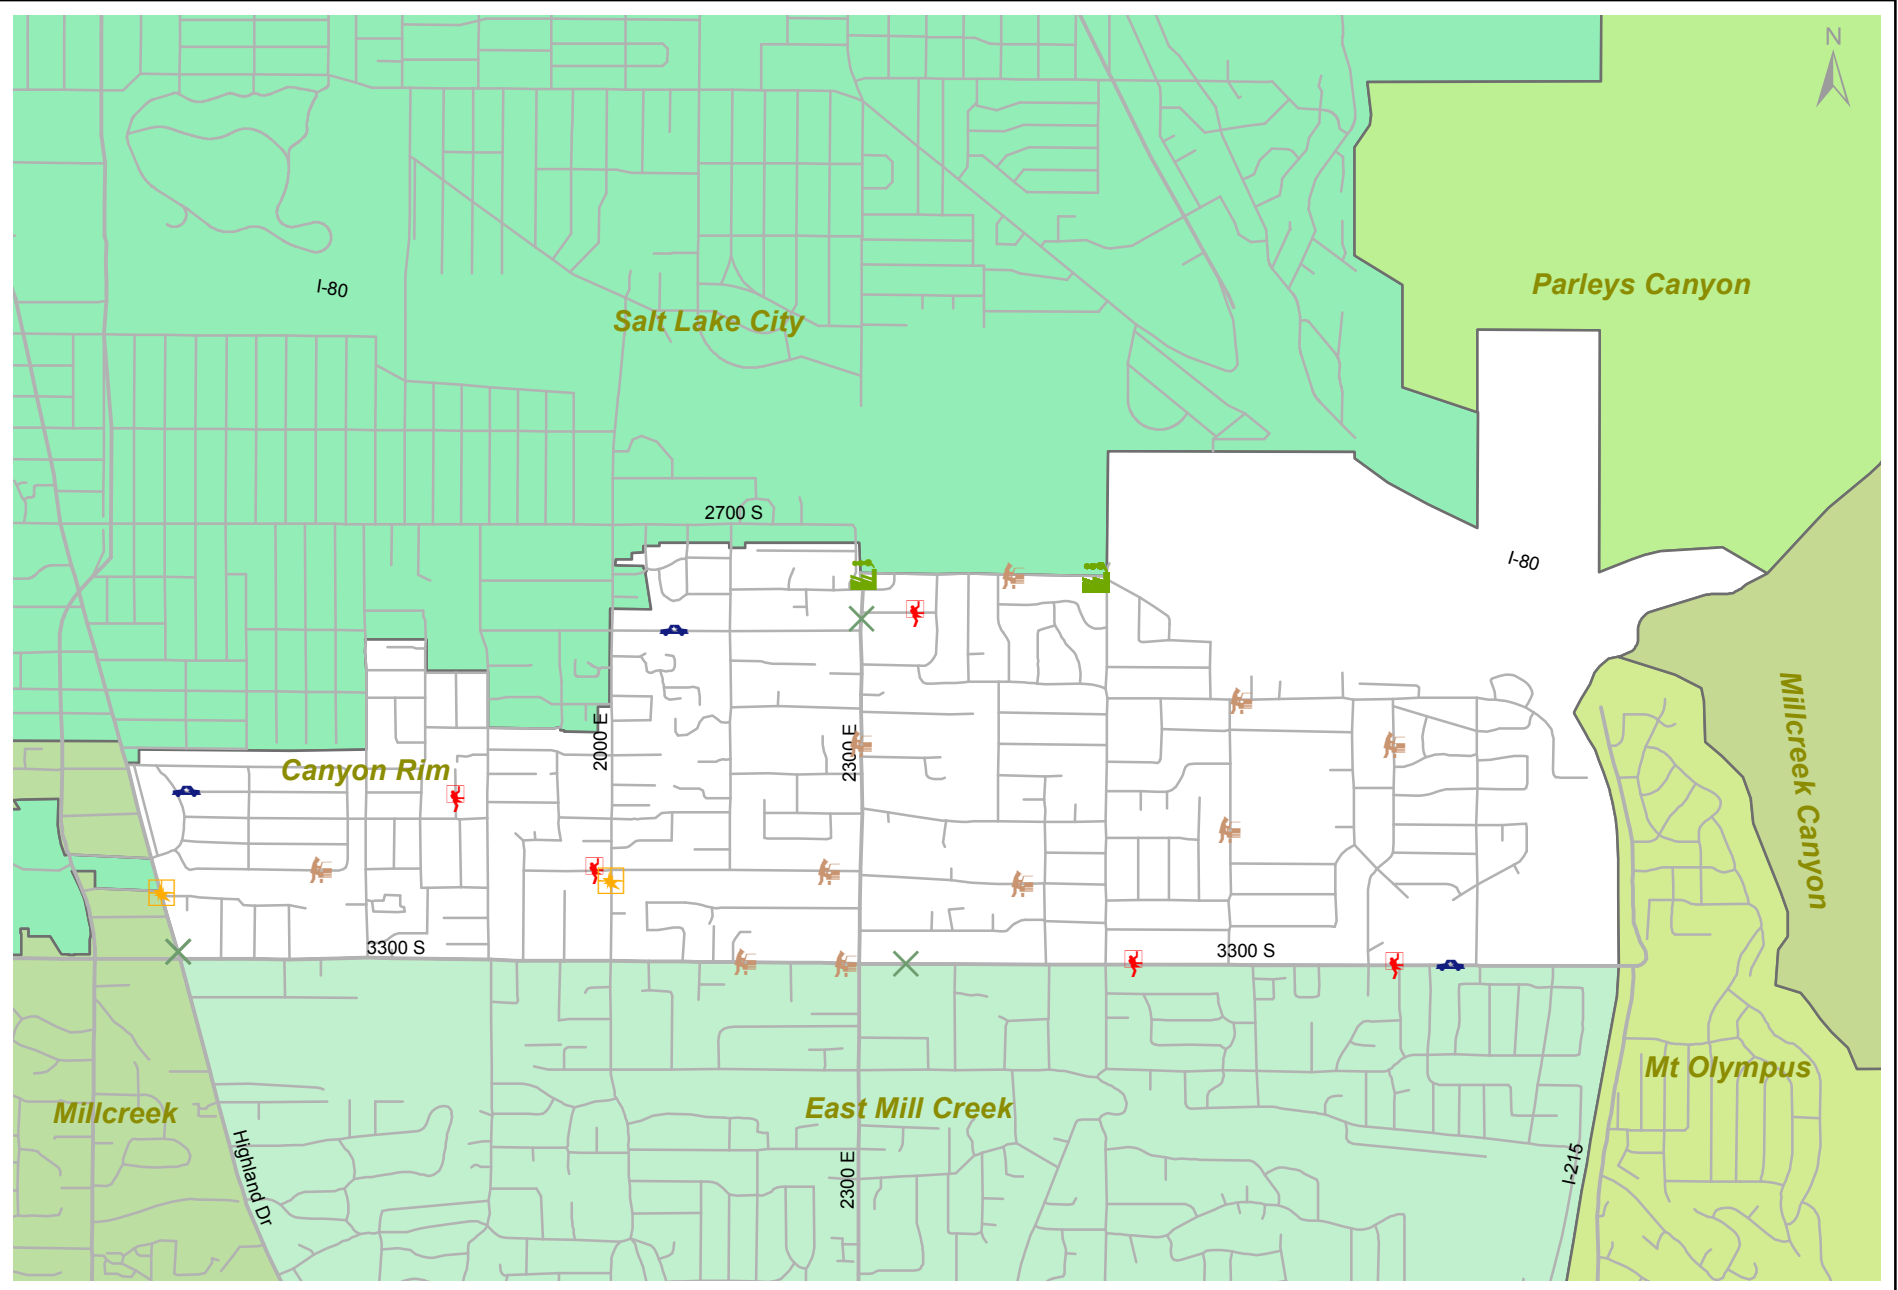 N
I-80
Parleys Canyon
Salt Lake City
2700 S
I-80
Millcreek Canyon
2000 E
2300 E
Canyon Rim
3300 S
3300 S
Mt Olympus
Millcreek
East Mill Creek
Highland Dr
2300 E
I-215